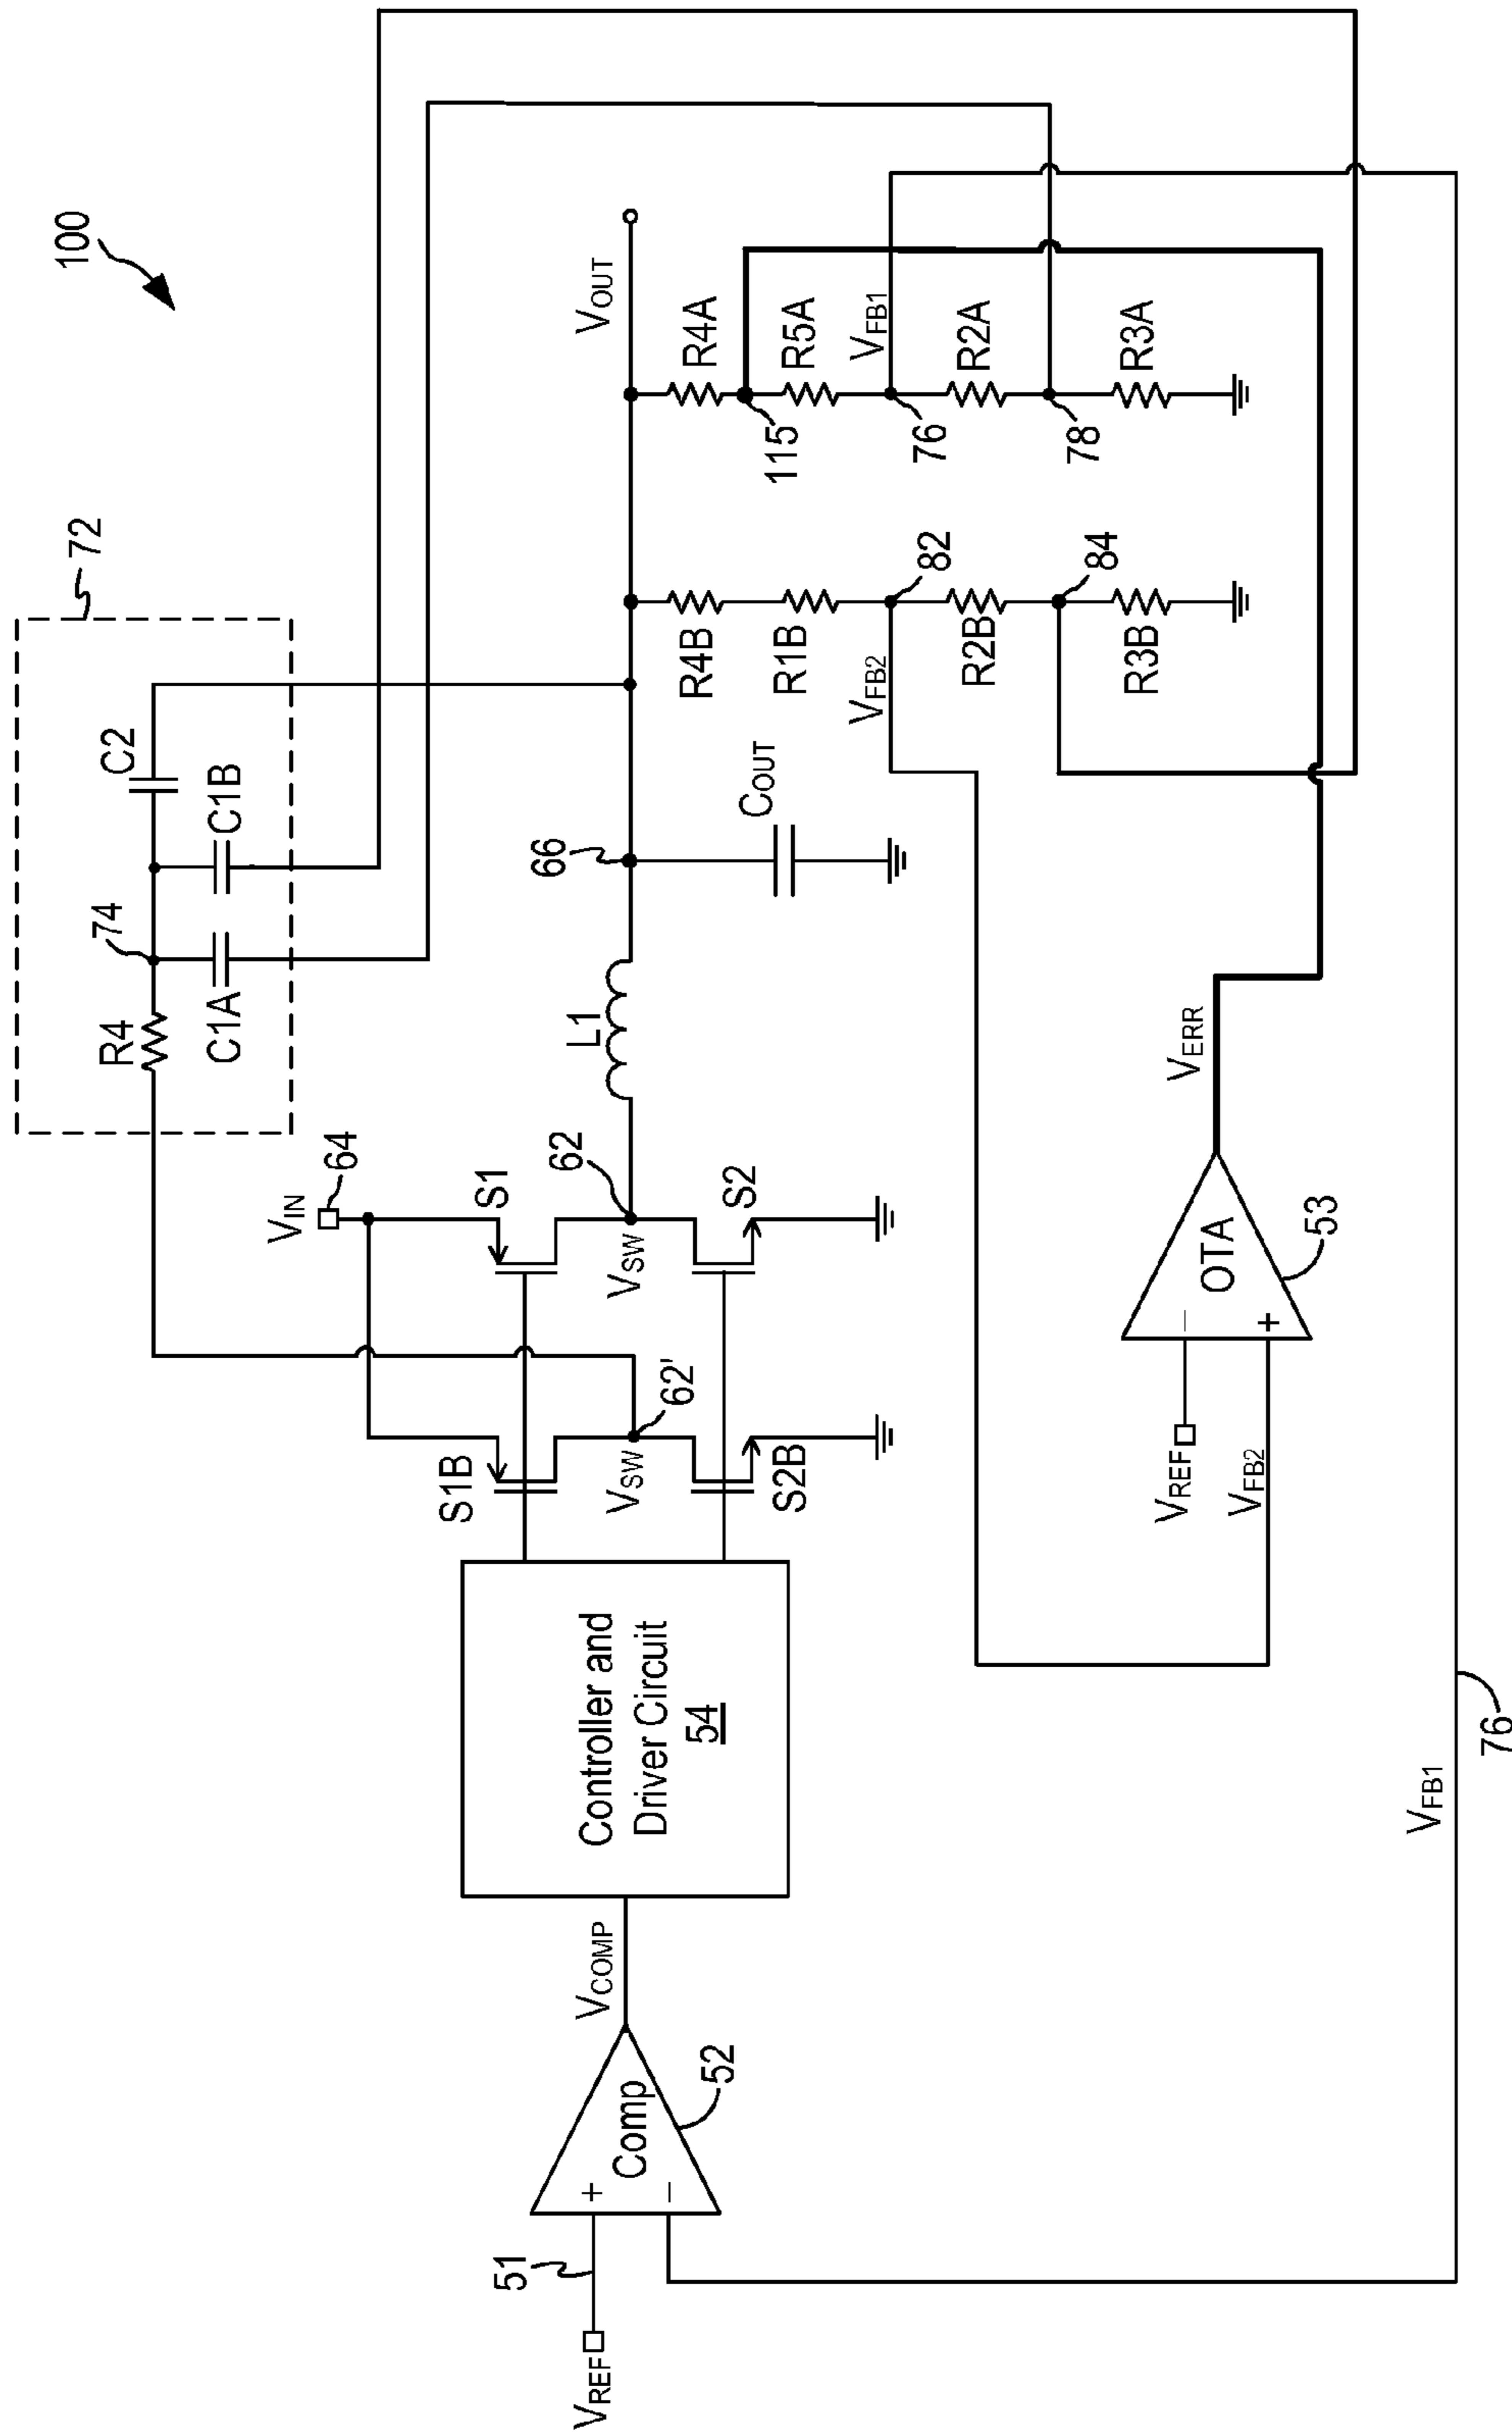 100
72
R4
74
C2
C1A
C1B
VIN
64
S1B
S1
VSW
62'
VSW
62
S2B
S2
L1
66
COUT
VOUT
R4B
R1B
VFB2
82
R2B
84
R3B
R4A
115
R5A
VFB1
76
R2A
78
R3A
VREF
51
+
−
Comp
52
VCOMP
Controller and
Driver Circuit
54
VREF
VFB2
−
+
OTA
53
VERR
VFB1
76